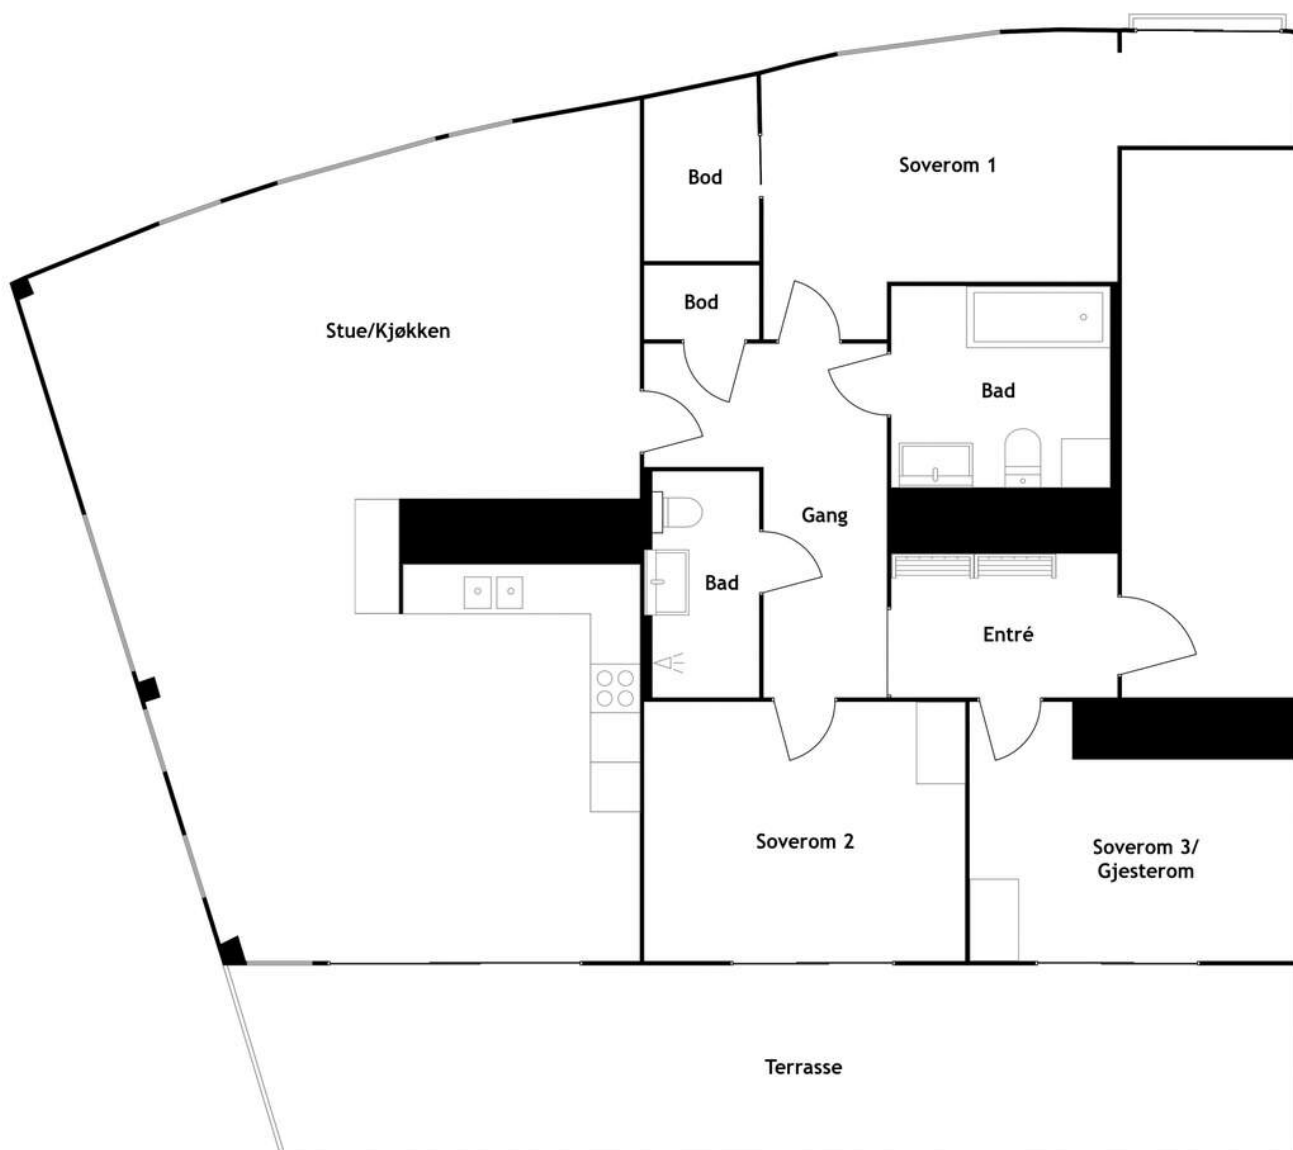 Soverom 1
Bod
Bod
Stue/Kjøkken
Bad
Gang
Bad
Entré
Soverom 2
Soverom 3/
Gjesterom
Terrasse